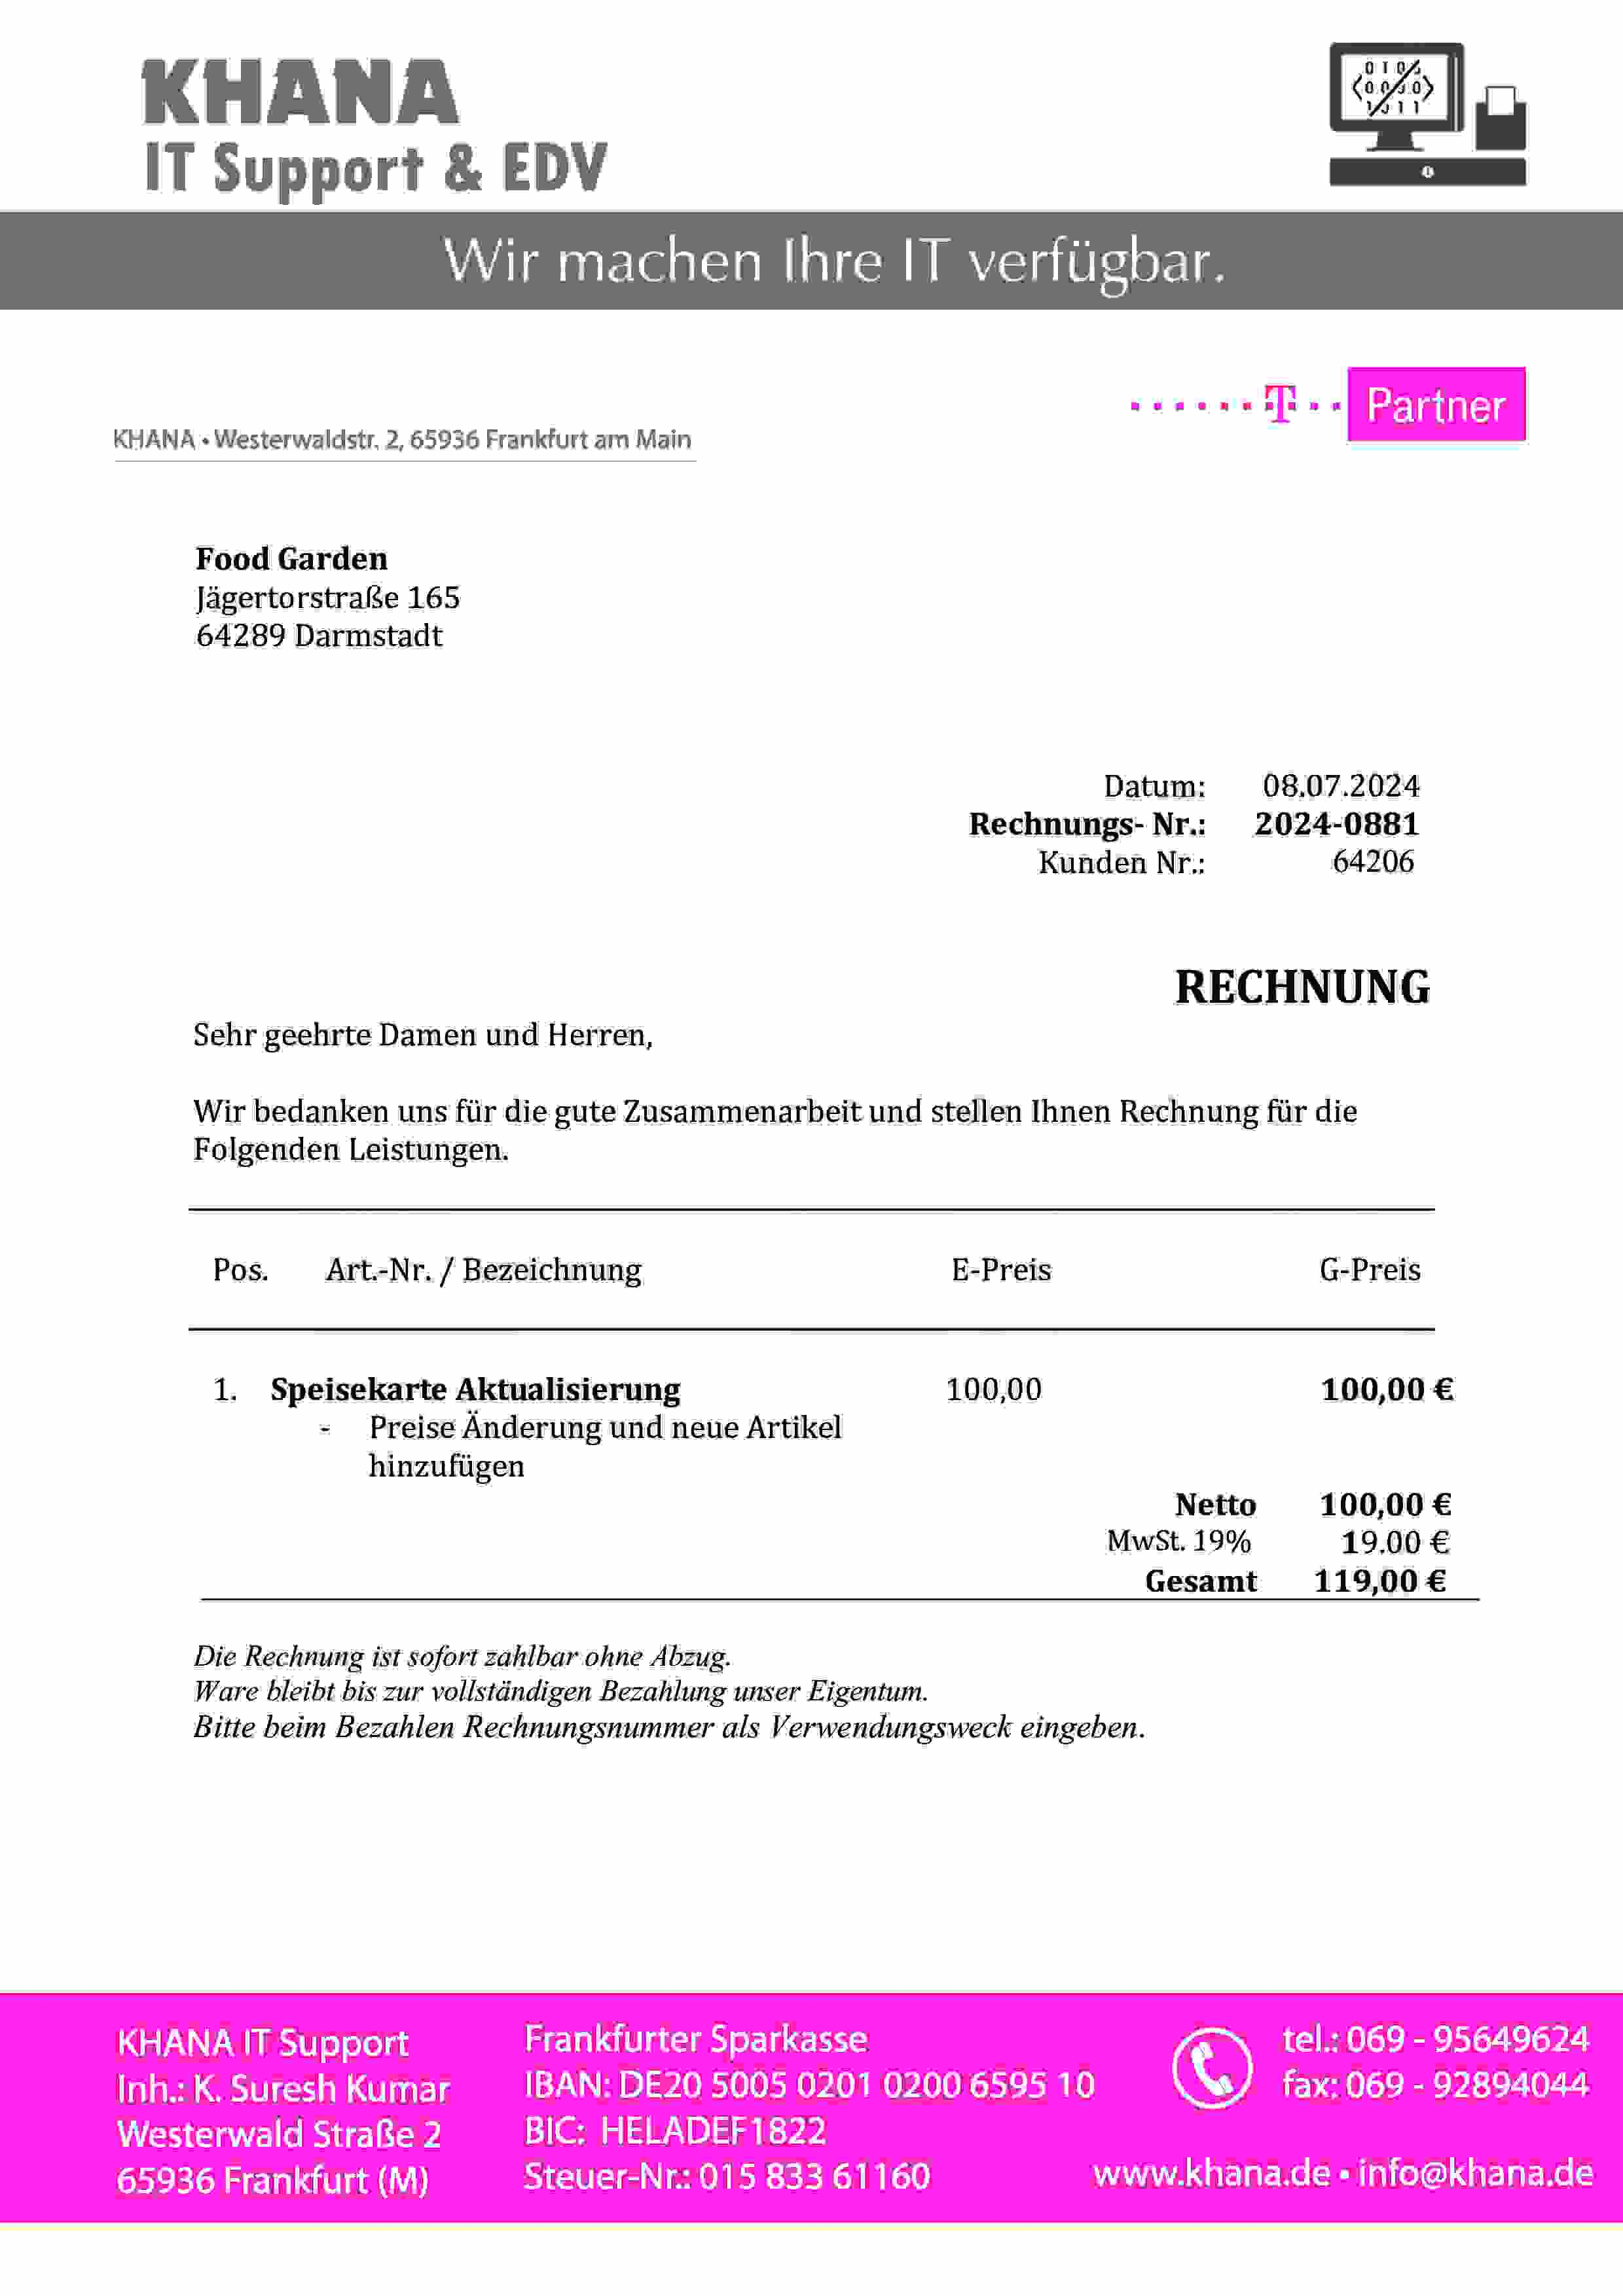 KHANA
IT Support & EDV
Wir machen Ihre IT verfügbar.
T Partner
KHANA • Westerwaldstr. 2, 65936 Frankfurt am Main
Food Garden
Jägertorstraße 165
64289 Darmstadt
Datum: 08.07.2024
Rechnungs- Nr.: 2024-0881
Kunden Nr.: 64206
RECHNUNG
Sehr geehrte Damen und Herren,
Wir bedanken uns für die gute Zusammenarbeit und stellen Ihnen Rechnung für die
Folgenden Leistungen.
Pos. Art.-Nr. / Bezeichnung E-Preis G-Preis
1. Speisekarte Aktualisierung 100,00 100,00 €
- Preise Änderung und neue Artikel
hinzufügen
Netto 100,00 €
MwSt. 19% 19.00 €
Gesamt 119,00 €
Die Rechnung ist sofort zahlbar ohne Abzug.
Ware bleibt bis zur vollständigen Bezahlung unser Eigentum.
Bitte beim Bezahlen Rechnungsnummer als Verwendungsweck eingeben.
KHANA IT Support
Inh.: K. Suresh Kumar
Westerwald Straße 2
65936 Frankfurt (M)
Frankfurter Sparkasse
IBAN: DE20 5005 0201 0200 6595 10
BIC: HELADEF1822
Steuer-Nr.: 015 833 61160
tel.: 069 - 95649624
fax: 069 - 92894044
www.khana.de • info@khana.de